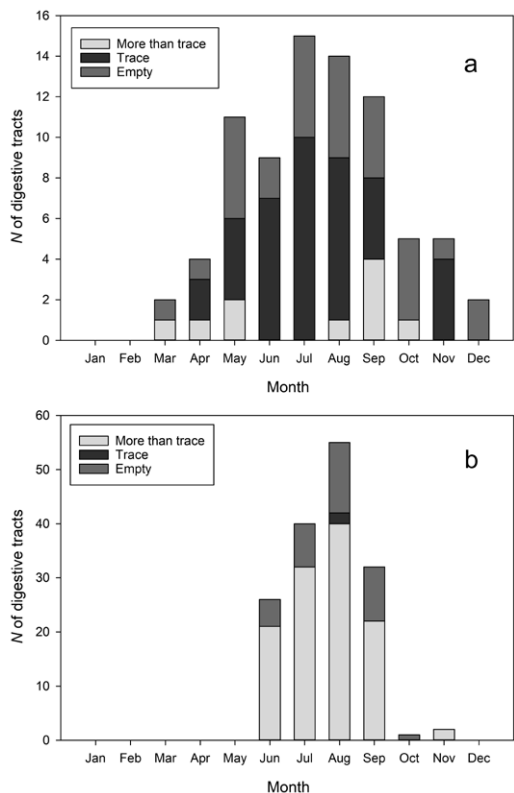 16
14
12
10
8
6
4
2
0
N of digestive tracts
More than trace
Trace
Empty
a
Jan Feb Mar Apr May Jun Jul Aug Sep Oct Nov Dec
Month
60
50
40
30
20
10
0
N of digestive tracts
More than trace
Trace
Empty
b
Jan Feb Mar Apr May Jun Jul Aug Sep Oct Nov Dec
Month